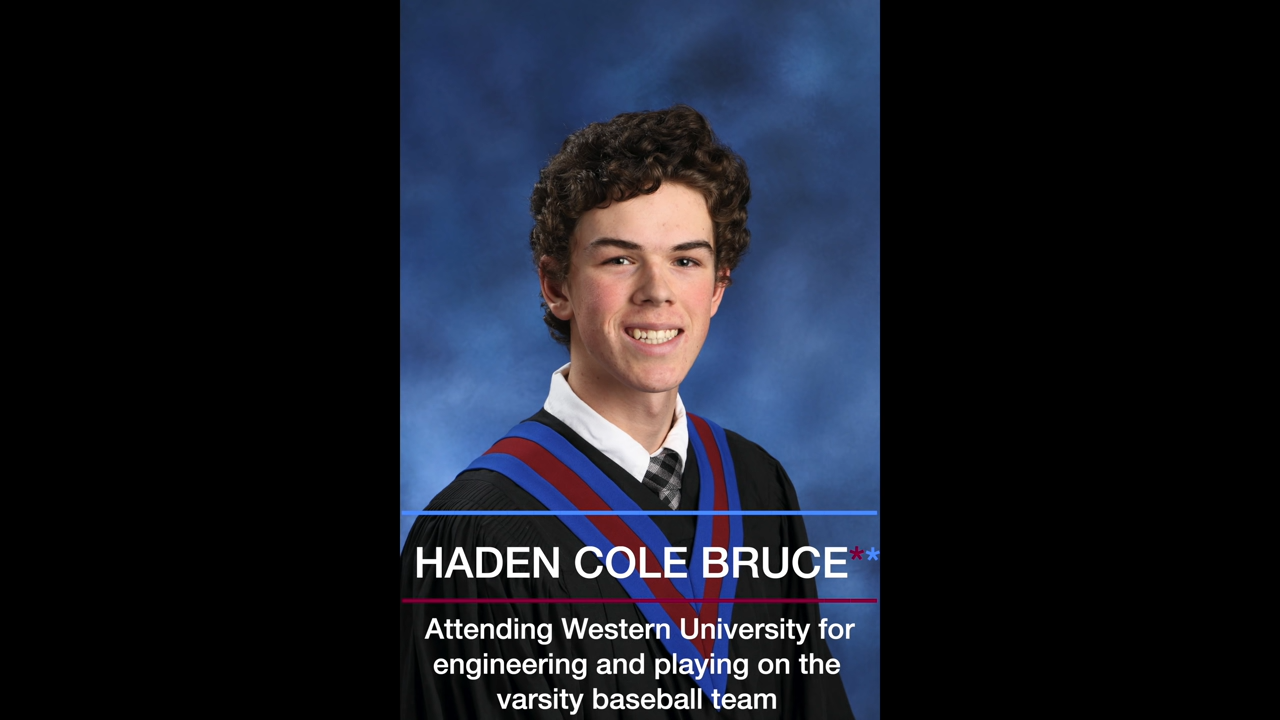 HADEN COLE BRUCE**
Attending Western University for
engineering and playing on the
varsity baseball team